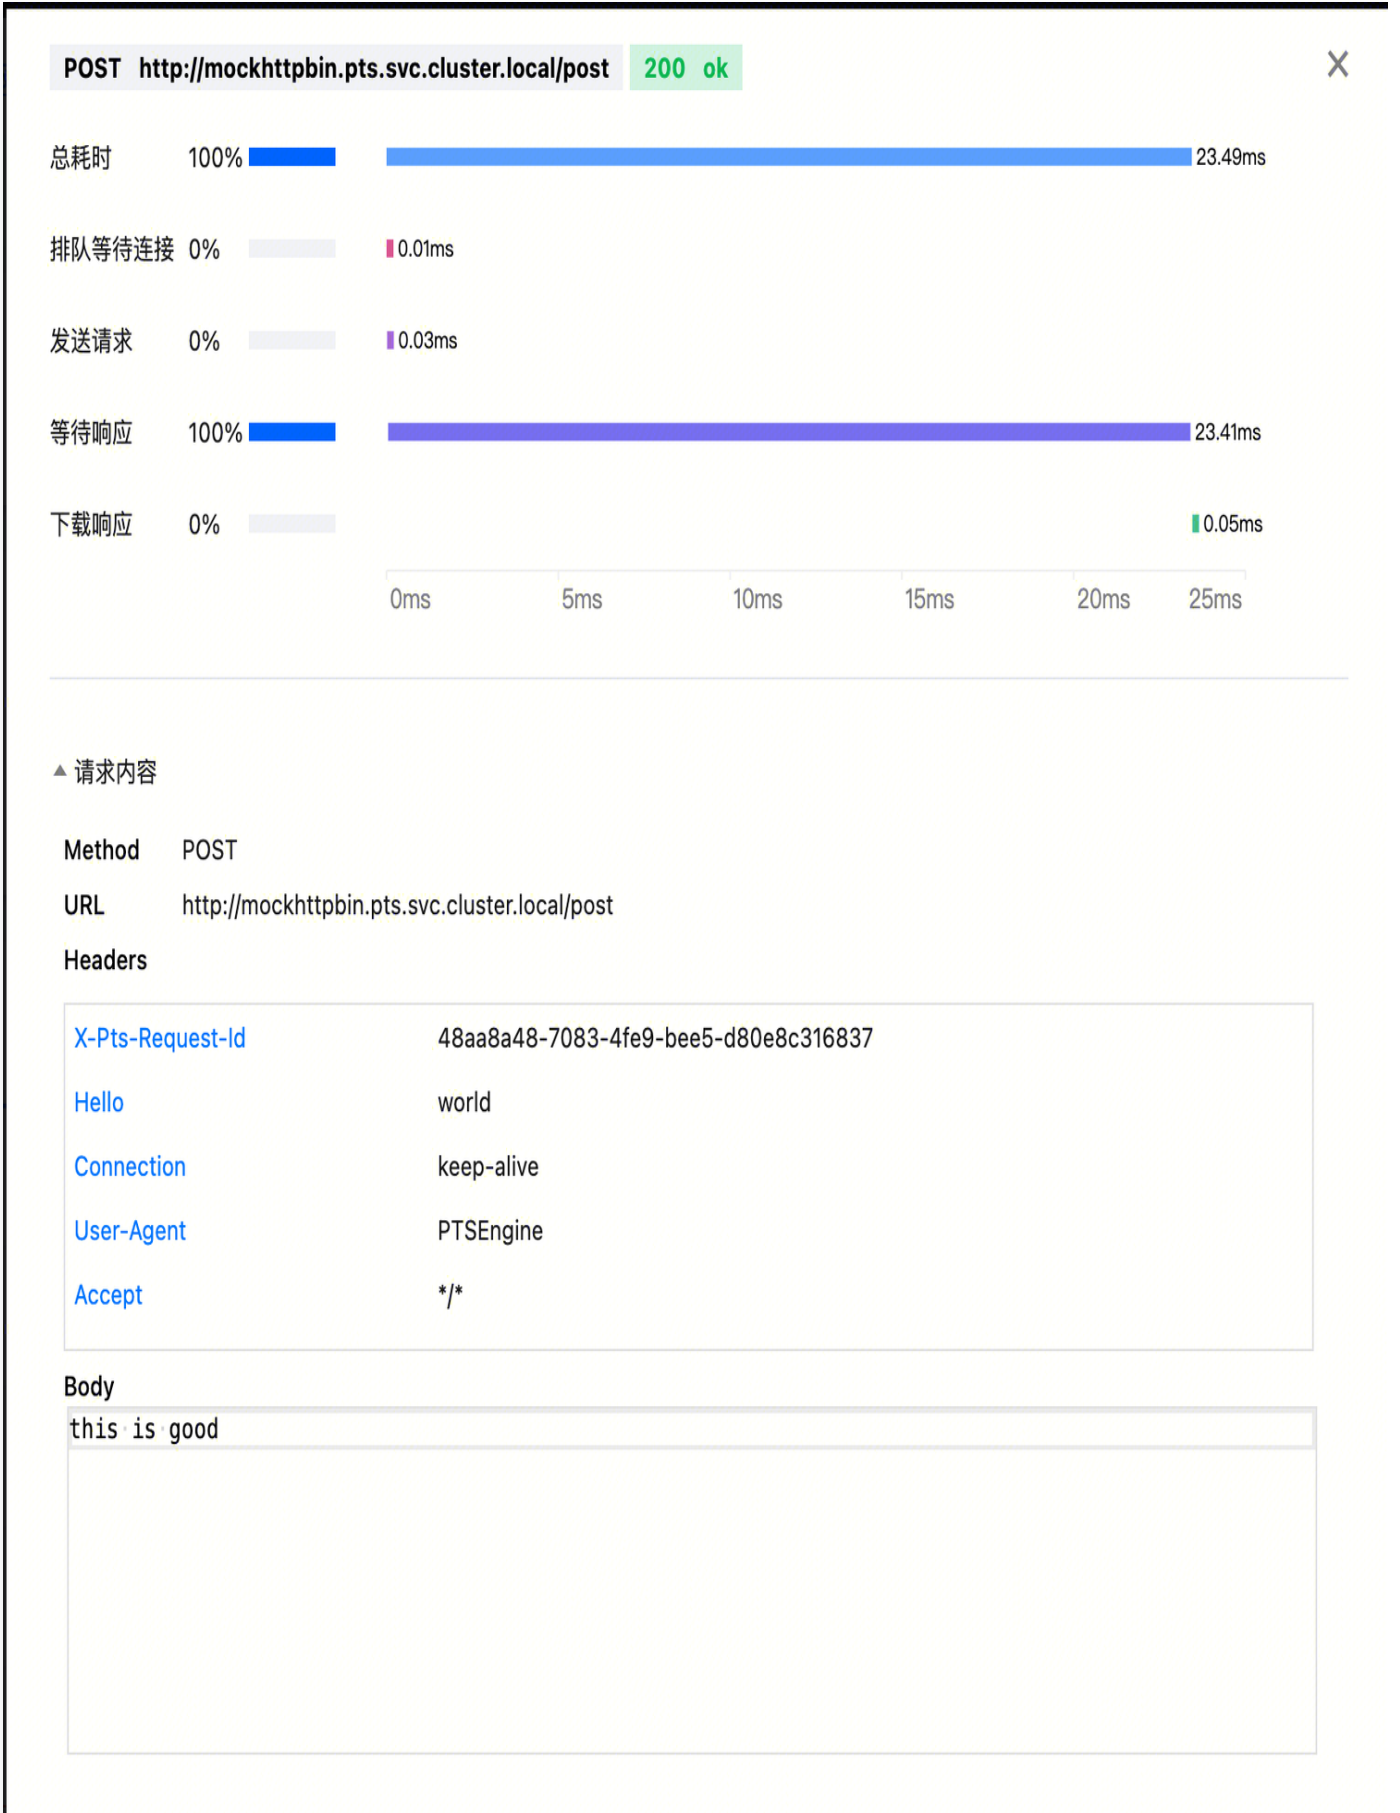 POST http://mockhttpbin.pts.svc.cluster.local/post 200 ok
总耗时 100% 23.49ms
排队等待连接 0% 0.01ms
发送请求 0% 0.03ms
等待响应 100% 23.41ms
下载响应 0% 0.05ms
0ms 5ms 10ms 15ms 20ms 25ms
请求内容
Method POST
URL http://mockhttpbin.pts.svc.cluster.local/post
Headers
X-Pts-Request-Id 48aa8a48-7083-4fe9-bee5-d80e8c316837
Hello world
Connection keep-alive
User-Agent PTSEngine
Accept */*
Body
this is good